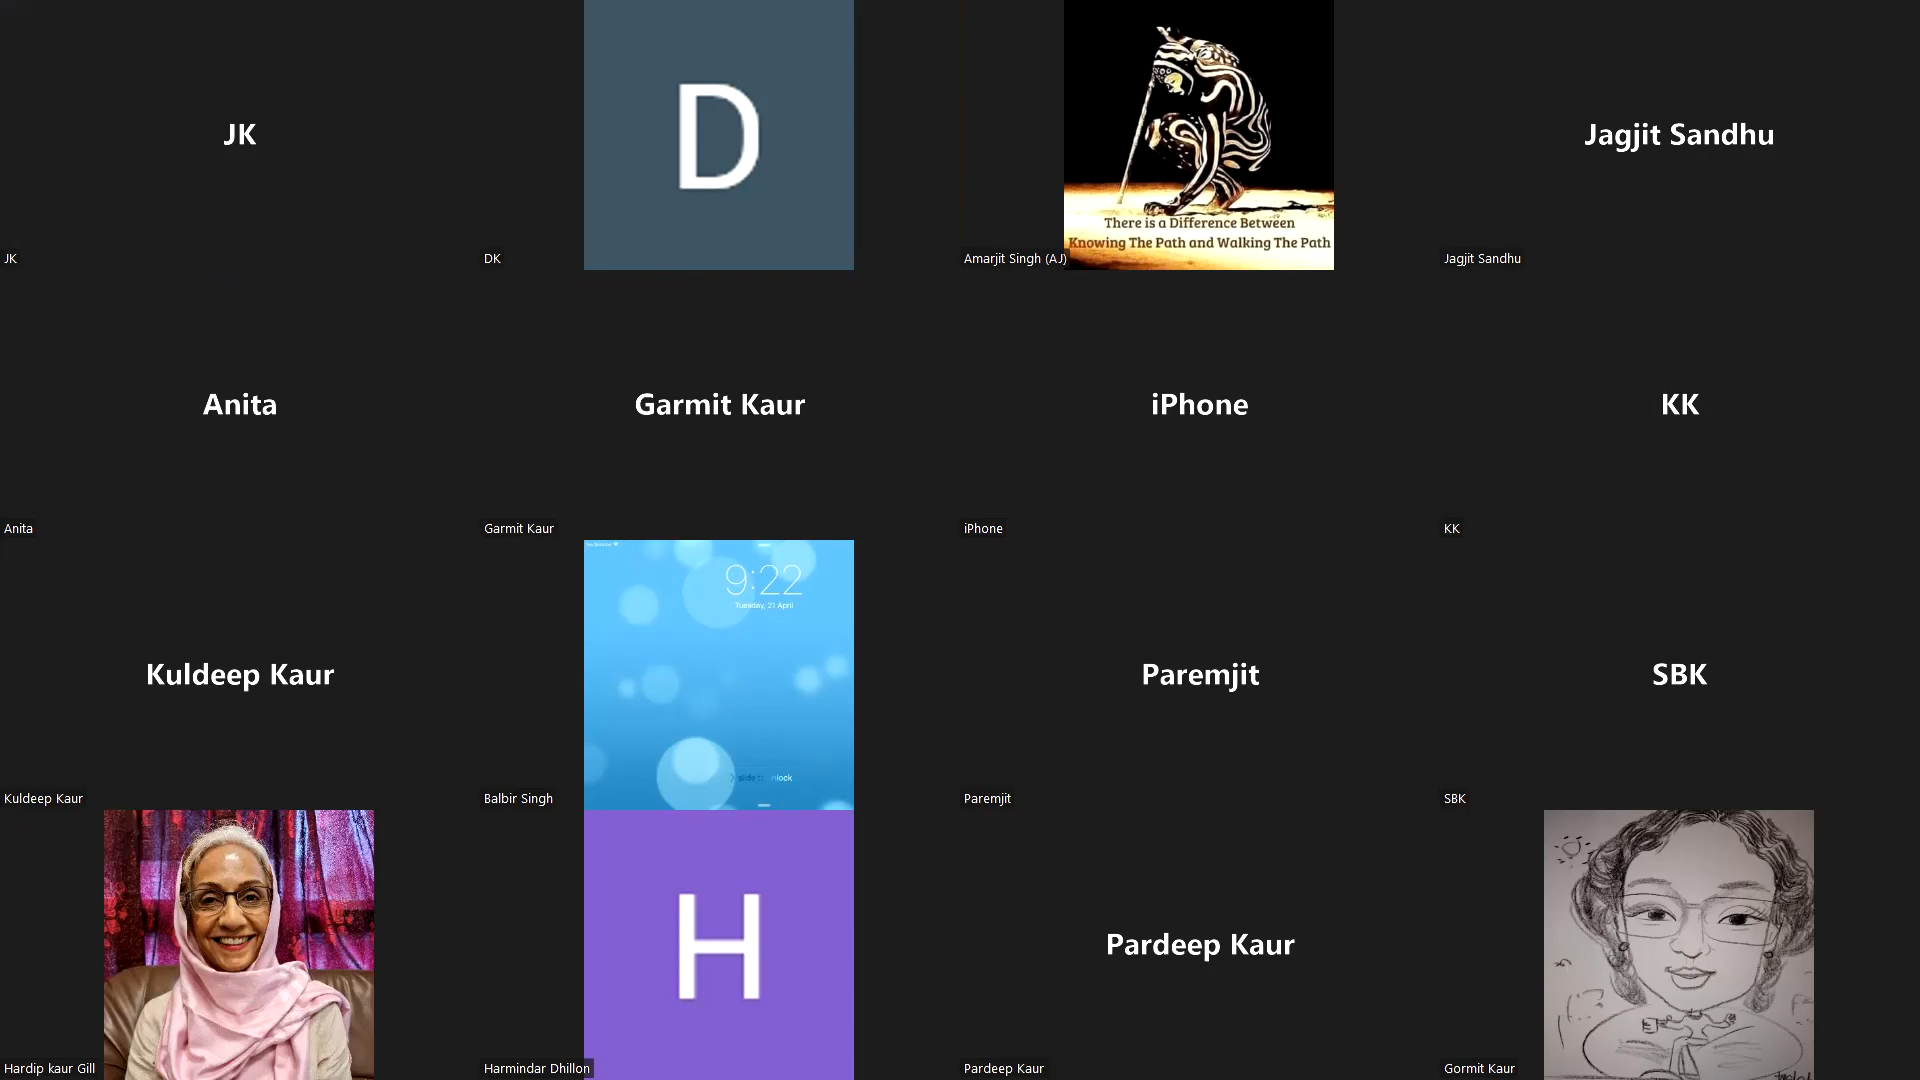 JK
JK
D
DK
There is a Difference Between
Knowing The Path and Walking The Path
Amarjit Singh (AJ)
Jagjit Sandhu
Jagjit Sandhu
Anita
Anita
Garmit Kaur
Garmit Kaur
iPhone
iPhone
KK
KK
Kuldeep Kaur
Kuldeep Kaur
9:22
Tuesday, 21 April
Balbir Singh
Paremjit
Paremjit
SBK
SBK
Hardip kaur Gill
H
Harmindar Dhillon
Pardeep Kaur
Pardeep Kaur
Gormit Kaur